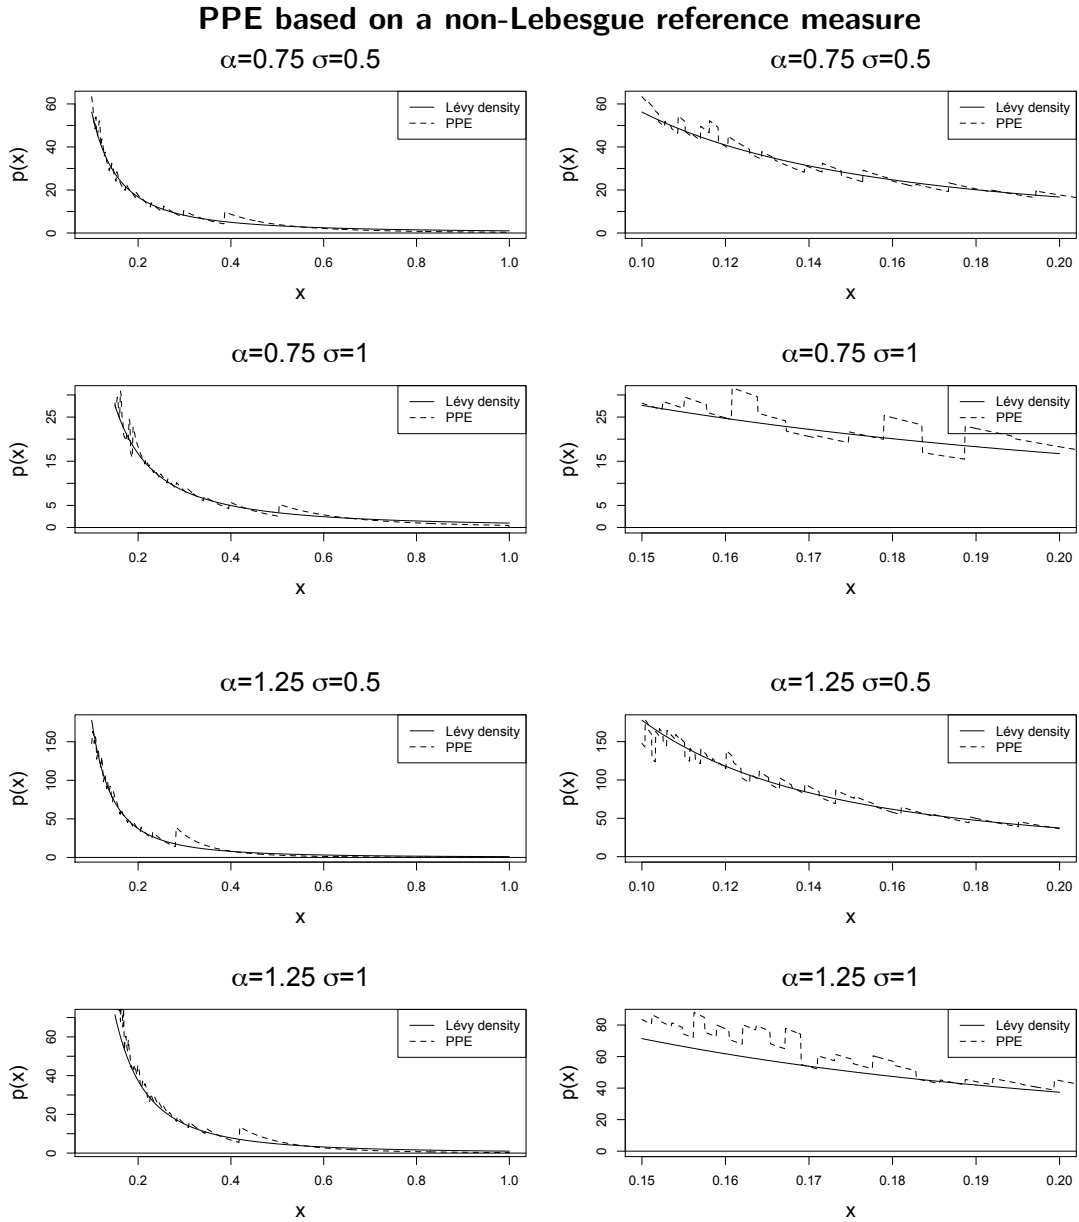 PPE based on a non-Lebesgue reference measure
α=0.75 σ=0.5
α=0.75 σ=0.5
p(x)
0 20 40 60
Lévy density
PPE
0.2 0.4 0.6 0.8 1.0
x
p(x)
0 20 40 60
Lévy density
PPE
0.10 0.12 0.14 0.16 0.18 0.20
x
α=0.75 σ=1
α=0.75 σ=1
p(x)
0 5 15 25
Lévy density
PPE
0.2 0.4 0.6 0.8 1.0
x
p(x)
0 5 15 25
Lévy density
PPE
0.15 0.16 0.17 0.18 0.19 0.20
x
α=1.25 σ=0.5
α=1.25 σ=0.5
p(x)
0 50 100 150
Lévy density
PPE
0.2 0.4 0.6 0.8 1.0
x
p(x)
0 50 100 150
Lévy density
PPE
0.10 0.12 0.14 0.16 0.18 0.20
x
α=1.25 σ=1
α=1.25 σ=1
p(x)
0 20 40 60
Lévy density
PPE
0.2 0.4 0.6 0.8 1.0
x
p(x)
0 20 40 60 80
Lévy density
PPE
0.15 0.16 0.17 0.18 0.19 0.20
x